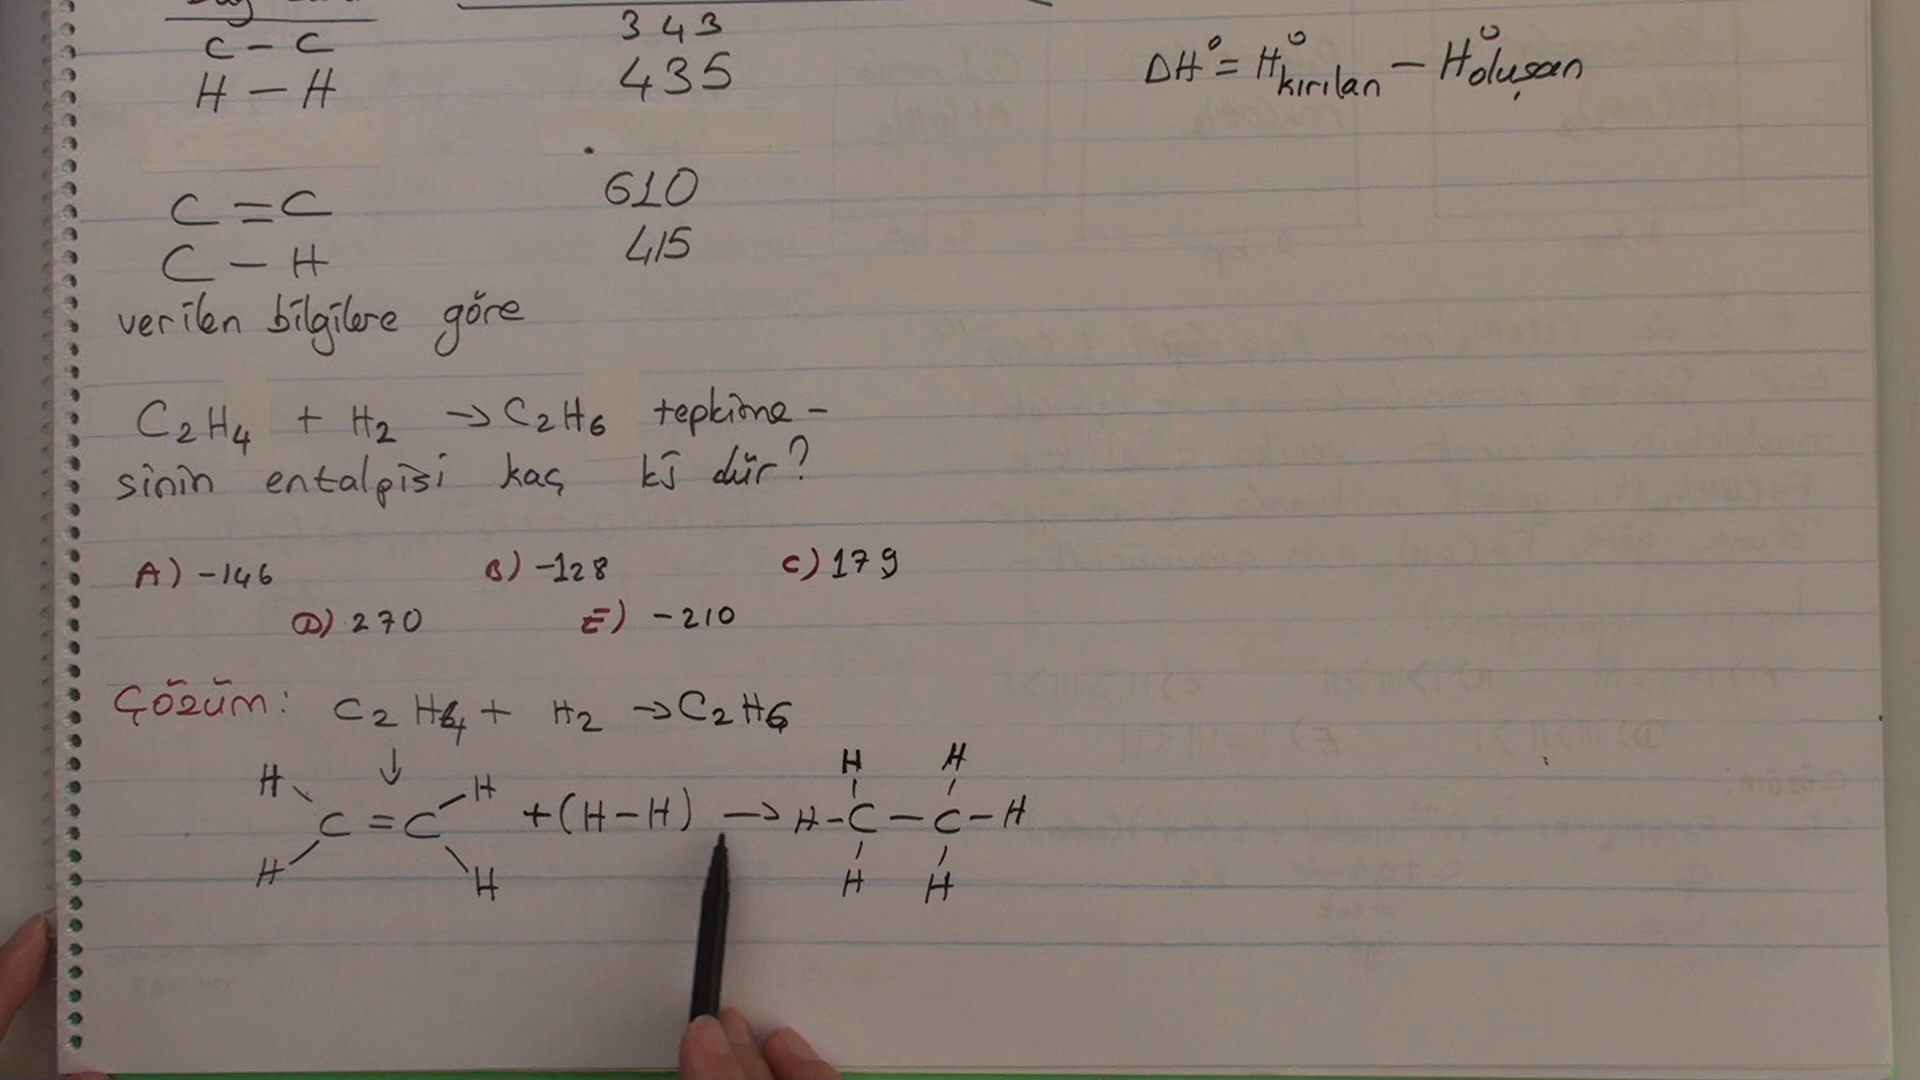 C - C 343
H - H 435
ΔH° = H°kırılan - H°oluşan
C = C 610
C - H 415
verilen bilgilere göre
C2H4 + H2 → C2H6 tepkime-
sinin entalpisi kaç kJ dür?
A) -146 B) -128 C) 179
D) 270 E) -210
Çözüm: C2H4 + H2 → C2H6
H H H H
C = C + (H-H) → H-C-C-H
H H H H